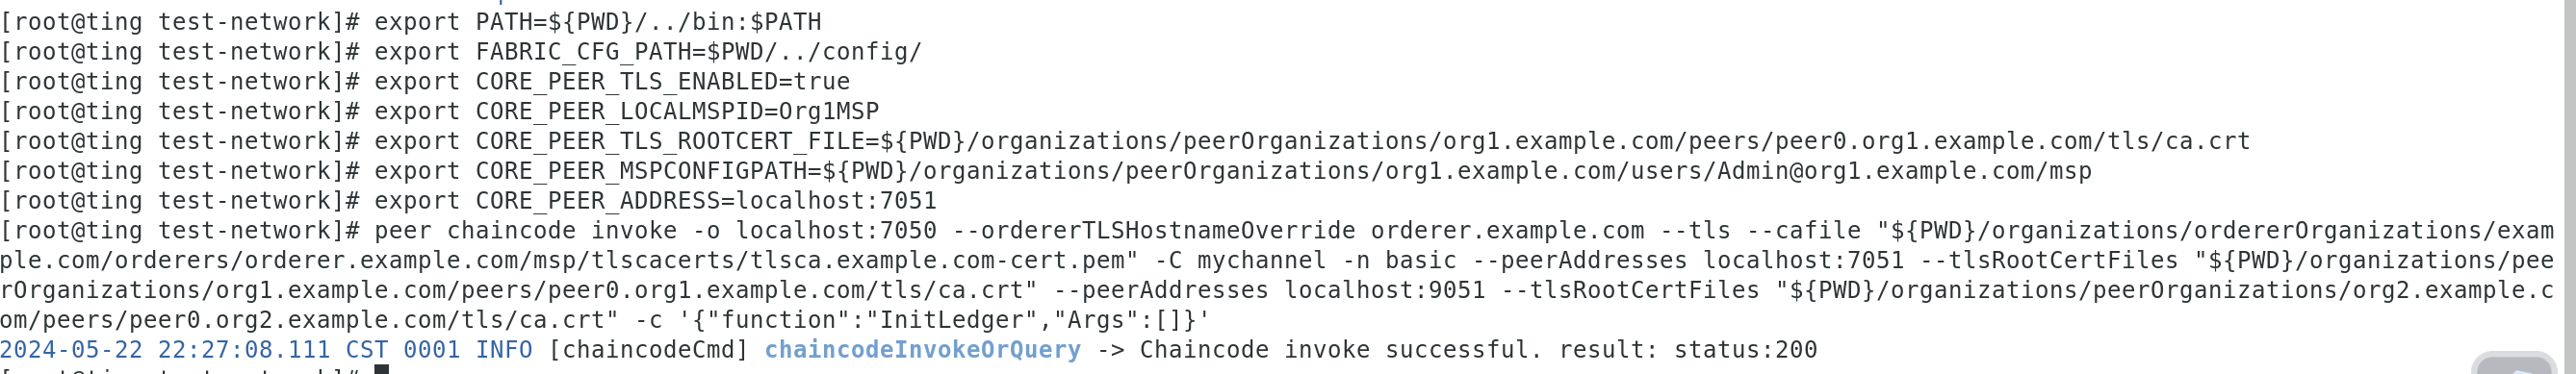 [root@ting test-network]# export PATH=${PWD}/../bin:$PATH
[root@ting test-network]# export FABRIC_CFG_PATH=$PWD/../config/
[root@ting test-network]# export CORE_PEER_TLS_ENABLED=true
[root@ting test-network]# export CORE_PEER_LOCALMSPID=Org1MSP
[root@ting test-network]# export CORE_PEER_TLS_ROOTCERT_FILE=${PWD}/organizations/peerOrganizations/org1.example.com/peers/peer0.org1.example.com/tls/ca.crt
[root@ting test-network]# export CORE_PEER_MSPCONFIGPATH=${PWD}/organizations/peerOrganizations/org1.example.com/users/Admin@org1.example.com/msp
[root@ting test-network]# export CORE_PEER_ADDRESS=localhost:7051
[root@ting test-network]# peer chaincode invoke -o localhost:7050 --ordererTLSHostnameOverride orderer.example.com --tls --cafile "${PWD}/organizations/ordererOrganizations/exam
ple.com/orderers/orderer.example.com/msp/tlscacerts/tlsca.example.com-cert.pem" -C mychannel -n basic --peerAddresses localhost:7051 --tlsRootCertFiles "${PWD}/organizations/pee
rOrganizations/org1.example.com/peers/peer0.org1.example.com/tls/ca.crt" --peerAddresses localhost:9051 --tlsRootCertFiles "${PWD}/organizations/peerOrganizations/org2.example.c
om/peers/peer0.org2.example.com/tls/ca.crt" -c '{"function":"InitLedger","Args":[]}'
2024-05-22 22:27:08.111 CST 0001 INFO [chaincodeCmd] chaincodeInvokeOrQuery -> Chaincode invoke successful. result: status:200